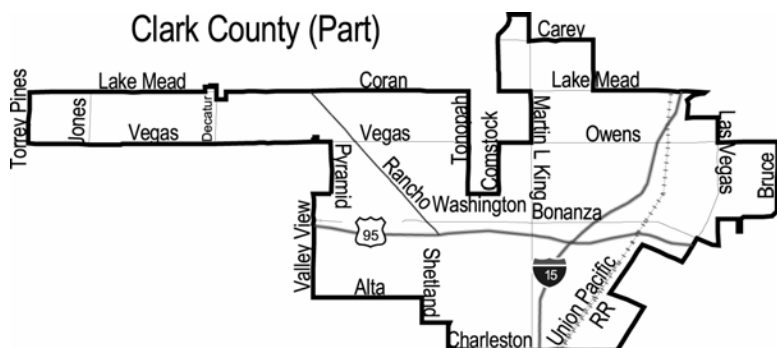 Clark County (Part)
Carey
Lake Mead
Coran
Lake Mead
Torrey Pines
Jones
Decatur
Vegas
Vegas
Tonopah
Comstock
Martin L King
Owens
Las Vegas
Bruce
Pyramid
Rancho
Washington
Bonanza
Valley View
95
Shetland
Alta
15
Union Pacific
RR
Charleston